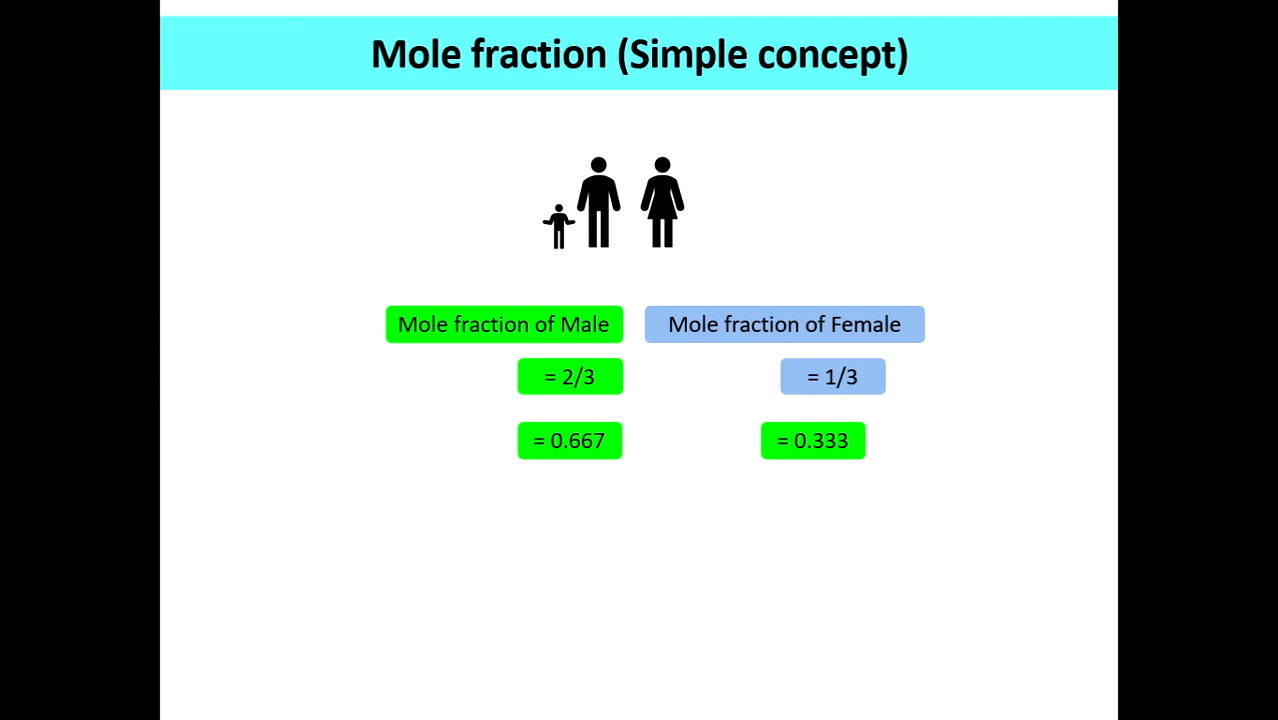 Mole fraction (Simple concept)
Mole fraction of Male
= 2/3
= 0.667
Mole fraction of Female
= 1/3
= 0.333